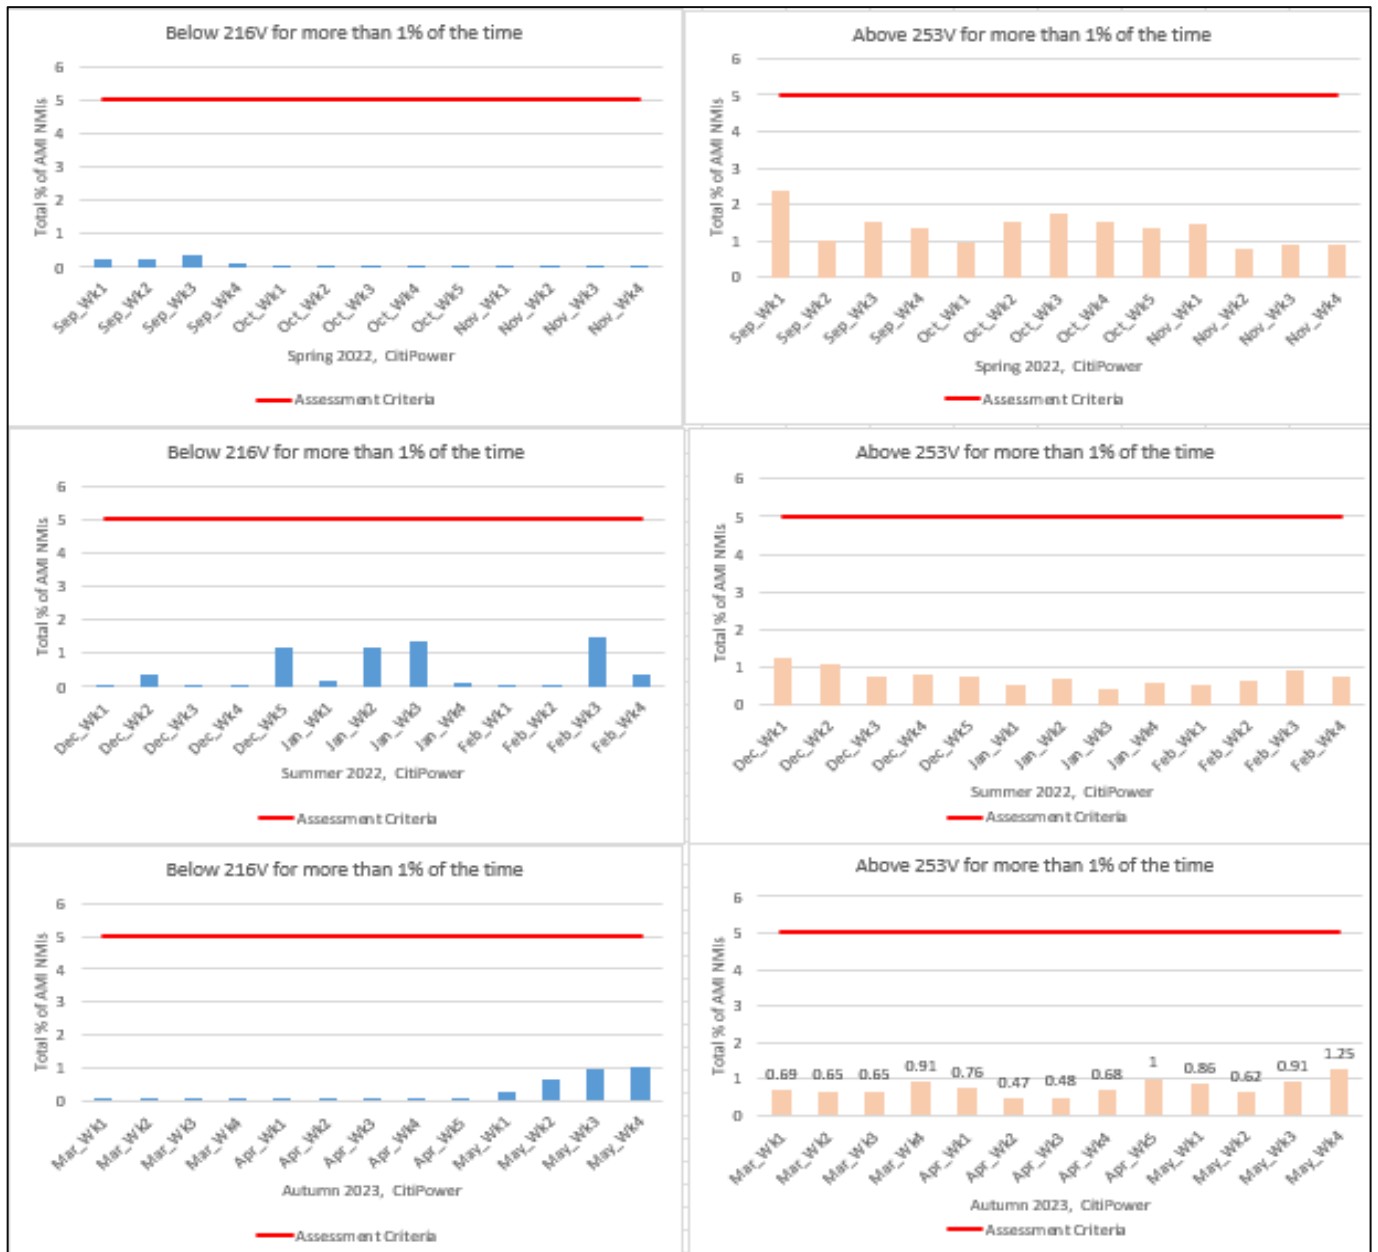 Below 216V for more than 1% of the time
6
5
4
3
2
1
0
Total % of AMI NMIs
Sep_Wk1
Sep_Wk2
Sep_Wk3
Sep_Wk4
Oct_Wk1
Oct_Wk2
Oct_Wk3
Oct_Wk4
Oct_Wk5
Nov_Wk1
Nov_Wk2
Nov_Wk3
Nov_Wk4
Spring 2022, CitiPower
Assessment Criteria
Above 253V for more than 1% of the time
6
5
4
3
2
1
0
Total % of AMI NMIs
Sep_Wk1
Sep_Wk2
Sep_Wk3
Sep_Wk4
Oct_Wk1
Oct_Wk2
Oct_Wk3
Oct_Wk4
Oct_Wk5
Nov_Wk1
Nov_Wk2
Nov_Wk3
Nov_Wk4
Spring 2022, CitiPower
Assessment Criteria
Below 216V for more than 1% of the time
6
5
4
3
2
1
0
Total % of AMI NMIs
Dec_Wk1
Dec_Wk2
Dec_Wk3
Dec_Wk4
Dec_Wk5
Jan_Wk1
Jan_Wk2
Jan_Wk3
Jan_Wk4
Feb_Wk1
Feb_Wk2
Feb_Wk3
Feb_Wk4
Summer 2022, CitiPower
Assessment Criteria
Above 253V for more than 1% of the time
6
5
4
3
2
1
0
Total % of AMI NMIs
Dec_Wk1
Dec_Wk2
Dec_Wk3
Dec_Wk4
Dec_Wk5
Jan_Wk1
Jan_Wk2
Jan_Wk3
Jan_Wk4
Feb_Wk1
Feb_Wk2
Feb_Wk3
Feb_Wk4
Summer 2022, CitiPower
Assessment Criteria
Below 216V for more than 1% of the time
6
5
4
3
2
1
0
Total % of AMI NMIs
Mar_Wk1
Mar_Wk2
Mar_Wk3
Mar_Wk4
Apr_Wk1
Apr_Wk2
Apr_Wk3
Apr_Wk4
Apr_Wk5
May_Wk1
May_Wk2
May_Wk3
May_Wk4
Autumn 2023, CitiPower
Assessment Criteria
Above 253V for more than 1% of the time
6
5
4
3
2
1
0
Total % of AMI NMIs
0.69 0.65 0.65 0.91 0.76 0.47 0.48 0.68 1 0.86 0.62 0.91 1.25
Mar_Wk1
Mar_Wk2
Mar_Wk3
Mar_Wk4
Apr_Wk1
Apr_Wk2
Apr_Wk3
Apr_Wk4
Apr_Wk5
May_Wk1
May_Wk2
May_Wk3
May_Wk4
Autumn 2023, CitiPower
Assessment Criteria